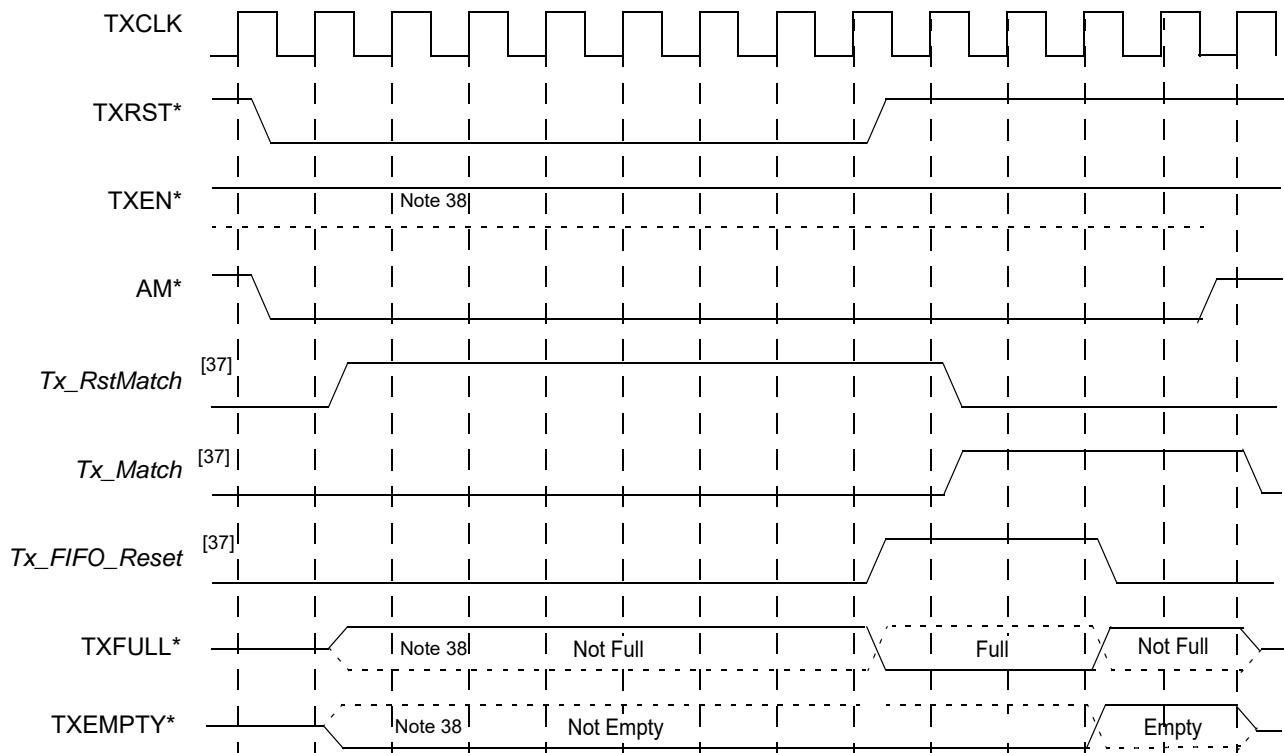 TXCLK
TXRST*
TXEN*
Note 38
AM*
Tx_RstMatch [37]
Tx_Match [37]
Tx_FIFO_Reset [37]
TXFULL* Note 38 Not Full Full Not Full
TXEMPTY* Note 38 Not Empty Empty